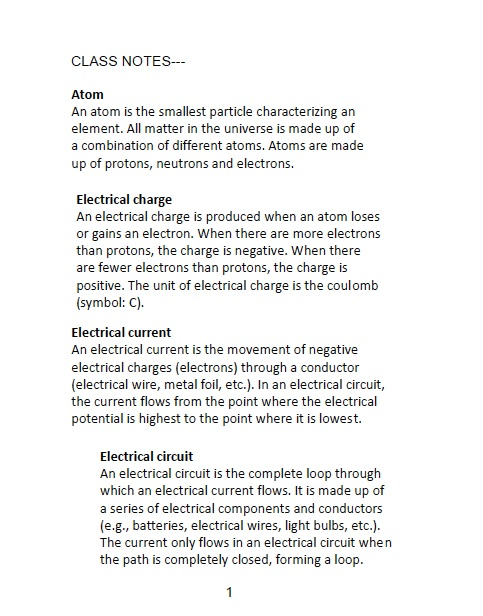 CLASS NOTES---
Atom
An atom is the smallest particle characterizing an
element. All matter in the universe is made up of
a combination of different atoms. Atoms are made
up of protons, neutrons and electrons.
Electrical charge
An electrical charge is produced when an atom loses
or gains an electron. When there are more electrons
than protons, the charge is negative. When there
are fewer electrons than protons, the charge is
positive. The unit of electrical charge is the coulomb
(symbol: C).
Electrical current
An electrical current is the movement of negative
electrical charges (electrons) through a conductor
(electrical wire, metal foil, etc.). In an electrical circuit,
the current flows from the point where the electrical
potential is highest to the point where it is lowest.
Electrical circuit
An electrical circuit is the complete loop through
which an electrical current flows. It is made up of
a series of electrical components and conductors
(e.g., batteries, electrical wires, light bulbs, etc.).
The current only flows in an electrical circuit when
the path is completely closed, forming a loop.
1